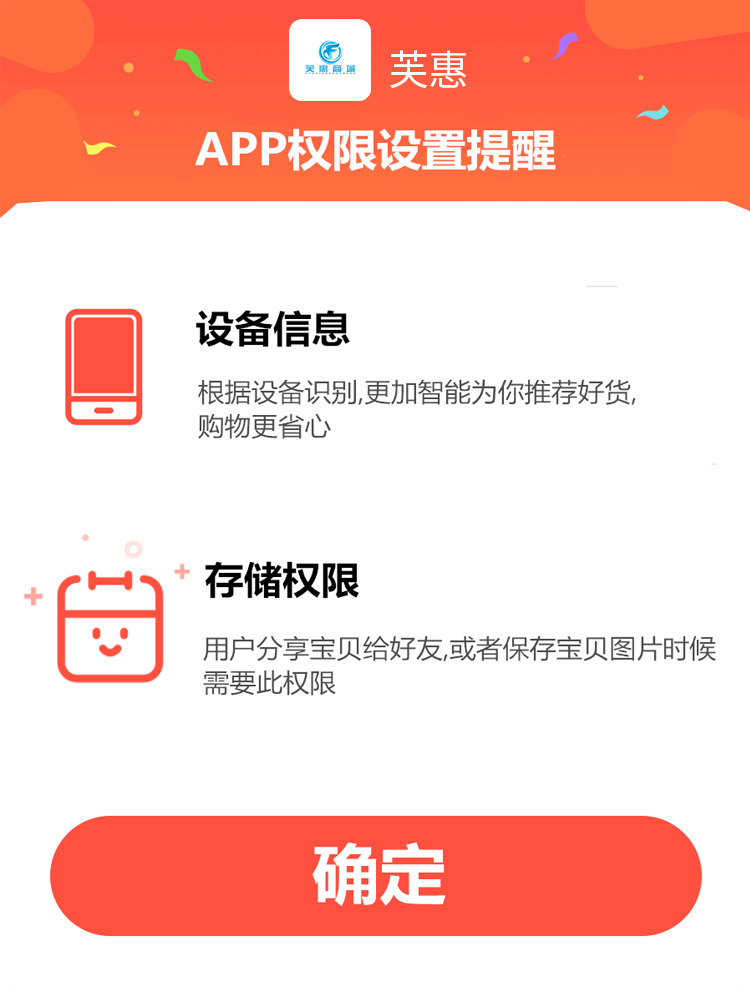 芙惠商城
芙惠
APP权限设置提醒
设备信息
根据设备识别,更加智能为你推荐好货,
购物更省心
存储权限
用户分享宝贝给好友,或者保存宝贝图片时候
需要此权限
确定